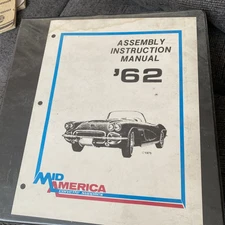 ASSEMBLY
INSTRUCTION
MANUAL
'62
MID
AMERICA